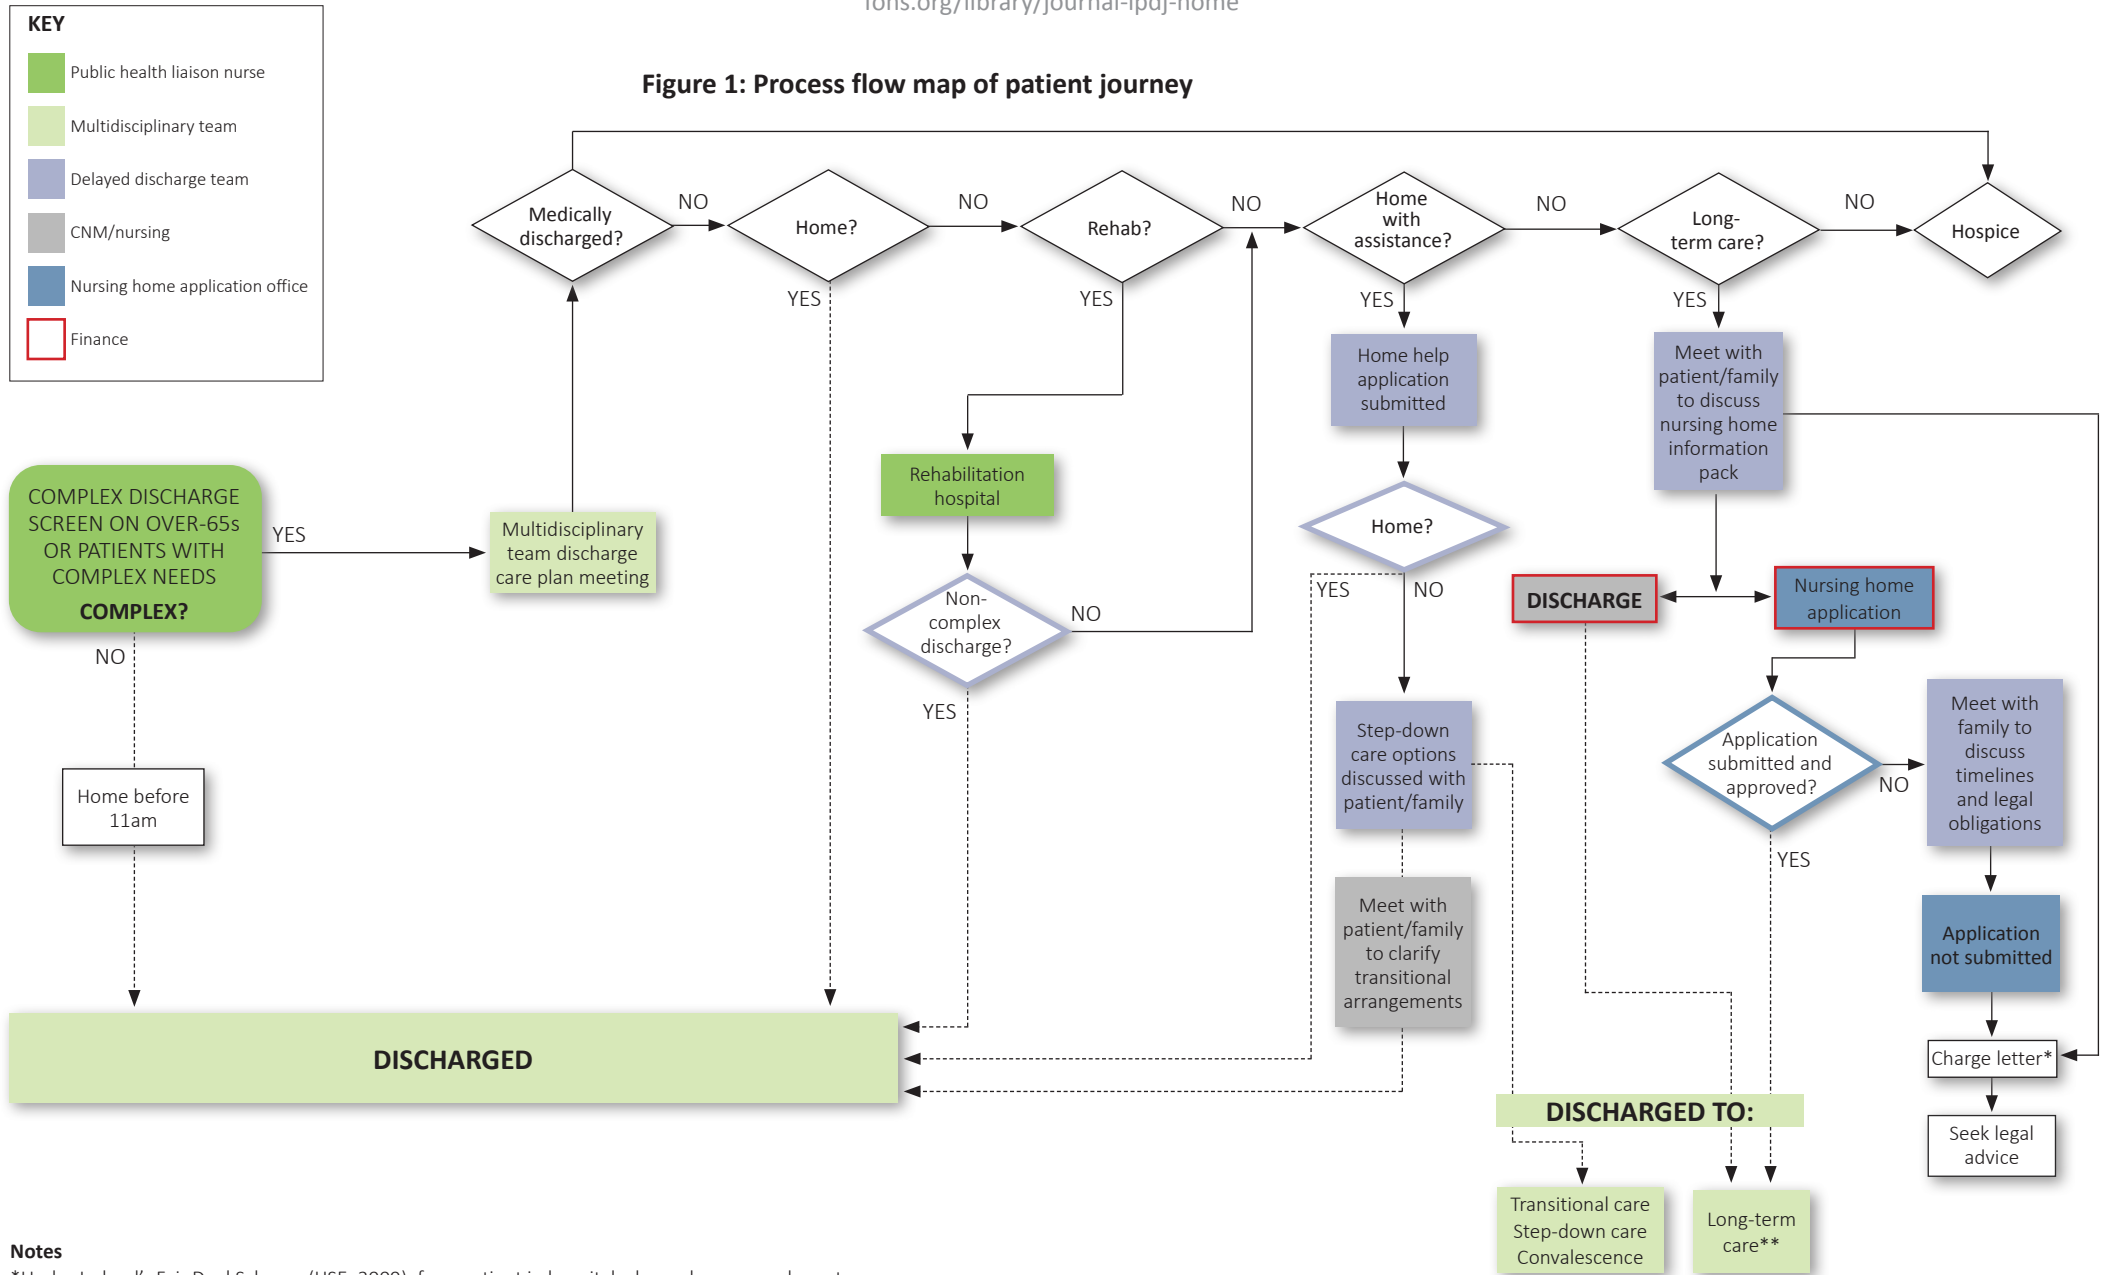 fons.org/library/journal-ipdj-home
KEY
Public health liaison nurse
Multidisciplinary team
Delayed discharge team
CNM/nursing
Nursing home application office
Finance
Figure 1: Process flow map of patient journey
Medically
discharged?
NO
Home?
NO
Rehab?
NO
Home
with
assistance?
NO
Long-
term care?
NO
Hospice
YES
YES
YES
YES
Home help
application
submitted
Meet with
patient/family
to discuss
nursing home
information
pack
COMPLEX DISCHARGE
SCREEN ON OVER-65s
OR PATIENTS WITH
COMPLEX NEEDS
COMPLEX?
YES
NO
Multidisciplinary
team discharge
care plan meeting
Rehabilitation
hospital
Non-
complex
discharge?
NO
YES
Home?
YES
NO
DISCHARGE
Nursing home
application
Step-down
care options
discussed with
patient/family
Application
submitted and
approved?
NO
YES
Meet with
family to
discuss
timelines
and legal
obligations
Home before
11am
Meet with
patient/family
to clarify
transitional
arrangements
Application
not submitted
DISCHARGED
Charge letter*
Seek legal
advice
DISCHARGED TO:
Transitional care
Step-down care
Convalescence
Long-term
care**
Notes